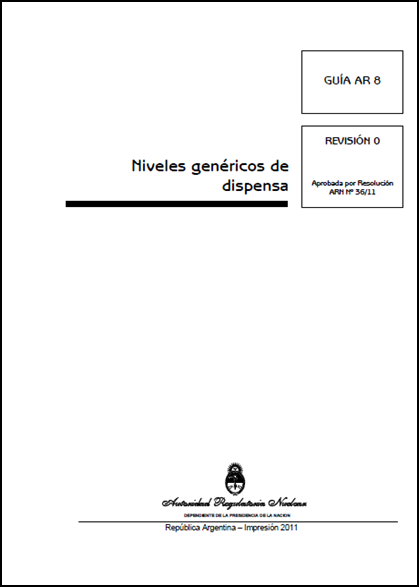 GUÍA AR 8
REVISIÓN 0
Aprobada por Resolución
ARN Nº 36/11
Niveles genéricos de
dispensa
Autoridad Regulatoria Nuclear
DEPENDIENTE DE LA PRESIDENCIA DE LA NACION
República Argentina – Impresión 2011